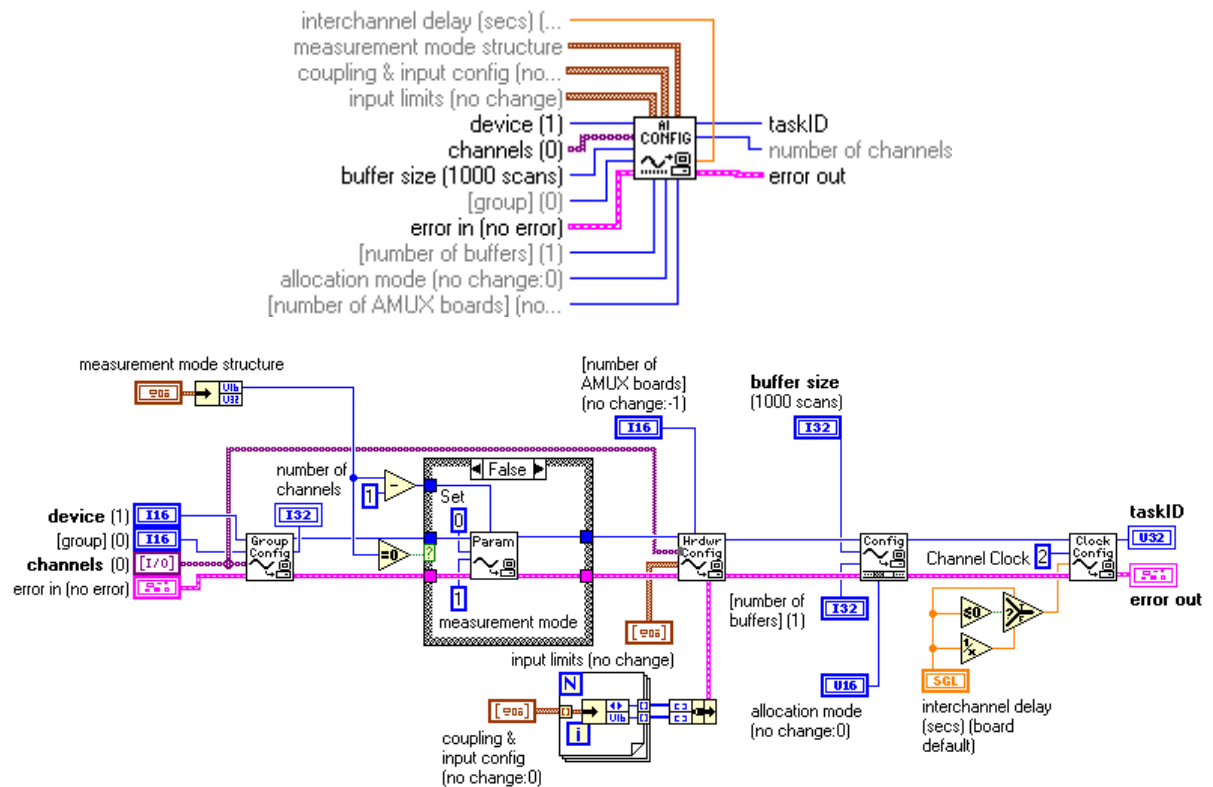 interchannel delay (secs) (...
measurement mode structure
coupling & input config (no...
input limits (no change)
device (1)
channels (0)
buffer size (1000 scans)
[group] (0)
error in (no error)
[number of buffers] (1)
allocation mode (no change:0)
[number of AMUX boards] (no...
AI
CONFIG
taskID
number of channels
error out
measurement mode structure
U16
U32
[number of
AMUX boards]
(no change:-1)
I16
buffer size
(1000 scans)
I32
number of
channels
I32
1
-
False
Set
0
Param
1
measurement mode
=0
?
device (1)
I16
[group] (0)
I16
channels (0)
[I/O]
error in (no error)
Group
Config
Hrdwr
Config
Config
Channel Clock
2
Clock
Config
taskID
U32
error out
[number of
buffers] (1)
I32
≤0
?
1/x
SGL
input limits (no change)
N
i
U16
coupling &
input config
(no change:0)
U16
allocation mode
(no change:0)
interchannel delay
(secs) (board
default)